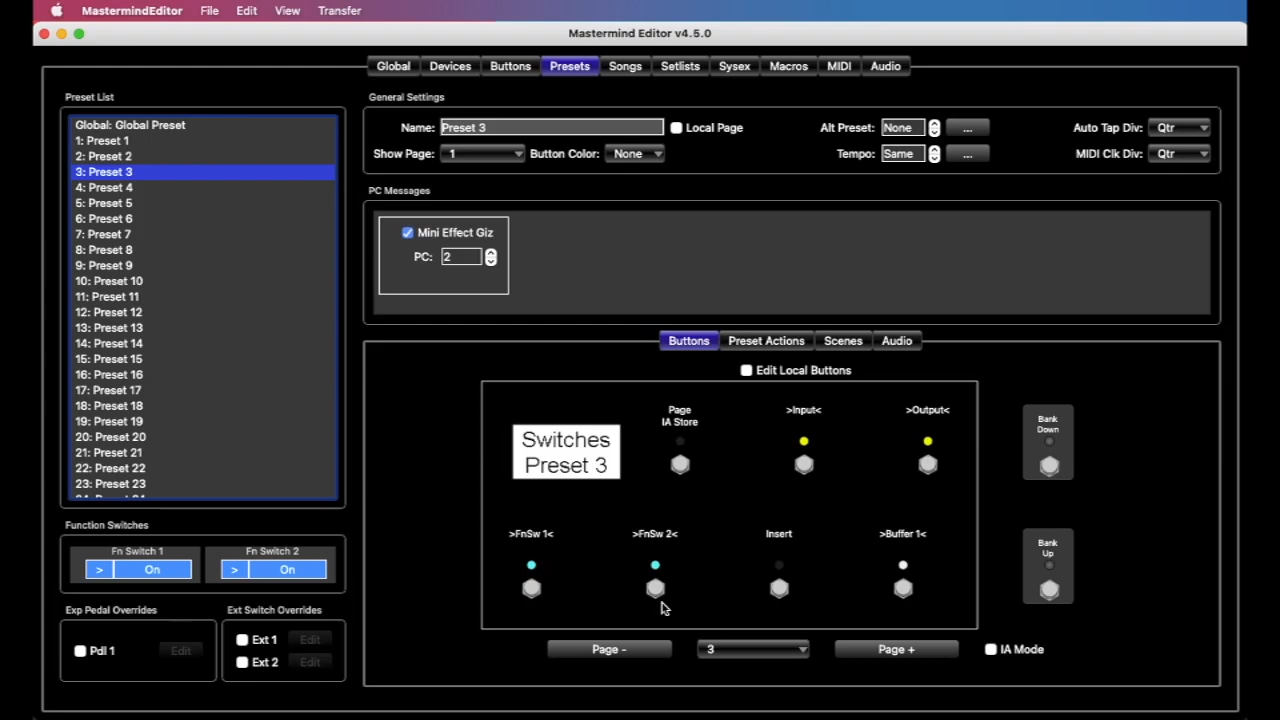 MastermindEditor File Edit View Transfer
Mastermind Editor v4.5.0
Global Devices Buttons Presets Songs Setlists Sysex Macros MIDI Audio
Preset List
Global: Global Preset
1: Preset 1
2: Preset 2
3: Preset 3
4: Preset 4
5: Preset 5
6: Preset 6
7: Preset 7
8: Preset 8
9: Preset 9
10: Preset 10
11: Preset 11
12: Preset 12
13: Preset 13
14: Preset 14
15: Preset 15
16: Preset 16
17: Preset 17
18: Preset 18
19: Preset 19
20: Preset 20
21: Preset 21
22: Preset 22
23: Preset 23
Function Switches
Fn Switch 1 Fn Switch 2
> On > On
Exp Pedal Overrides Ext Switch Overrides
Pdl 1 Edit
Ext 1 Edit
Ext 2 Edit
General Settings
Name: Preset 3 Local Page Alt Preset: None ... Auto Tap Div: Qtr
Show Page: 1 Button Color: None Tempo: Same ... MIDI Clk Div: Qtr
PC Messages
Mini Effect Giz
PC: 2
Buttons Preset Actions Scenes Audio
Edit Local Buttons
Page
IA Store
>Input< >Output<
Switches
Preset 3
>FnSw 1< >FnSw 2< Insert >Buffer 1<
Bank
Down
Bank
Up
Page - 3 Page + IA Mode